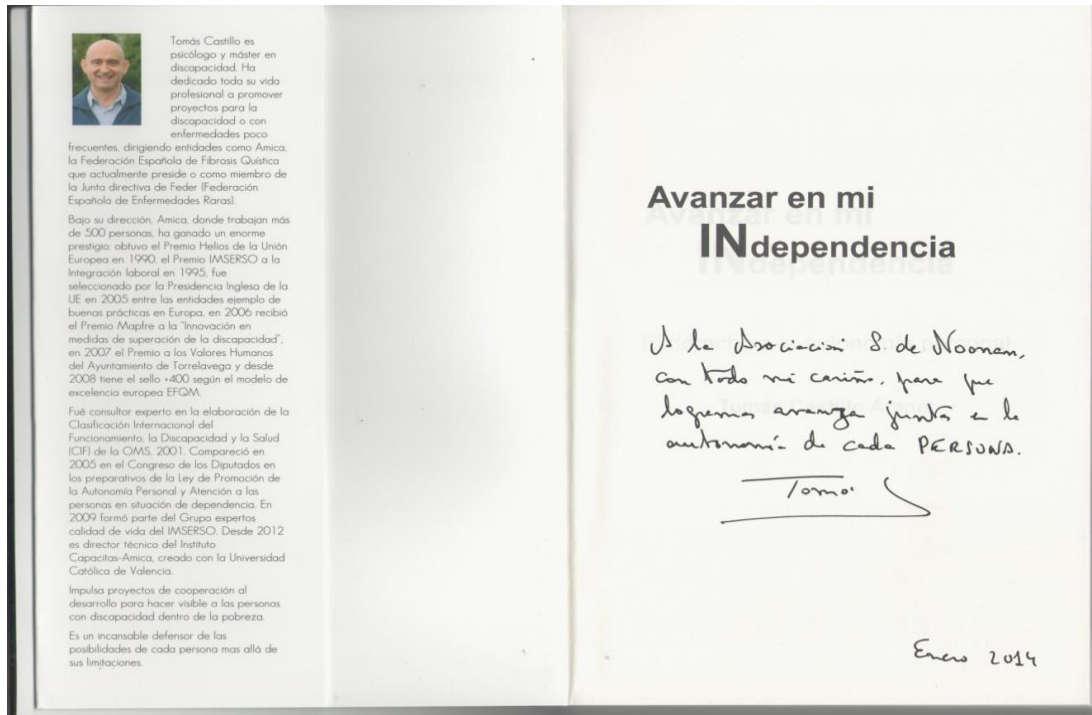 Tomás Castillo es
psicólogo y máster en
discapacidad. Ha
dedicado toda su vida
profesional a promover
proyectos para la
discapacidad o con
enfermedades poco
frecuentes, dirigiendo entidades como Amica,
la Federación Española de Fibrosis Quística
que actualmente preside o como miembro de
la Junta directiva de Feder (Federación
Española de Enfermedades Raras).
Bajo su dirección, Amica, donde trabajan más
de 500 personas, ha ganado un enorme
prestigio: obtuvo el Premio Helios de la Unión
Europea en 1990, el Premio IMSERSO a la
Integración laboral en 1995, fue
seleccionado por la Presidencia Inglesa de la
UE en 2005 entre las entidades ejemplo de
buenas prácticas en Europa, en 2006 recibió
el Premio Mapfre a la "Innovación en
medidas de superación de la discapacidad",
en 2007 el Premio a los Valores Humanos
del Ayuntamiento de Torrelavega y desde
2008 tiene el sello +400 según el modelo de
excelencia europea EFQM.
Fué consultor experto en la elaboración de la
Clasificación Internacional del
Funcionamiento, la Discapacidad y la Salud
(CIF) de la OMS, 2001. Compareció en
2005 en el Congreso de los Diputados en
los preparativos de la Ley de Promoción de
la Autonomía Personal y Atención a las
personas en situación de dependencia. En
2009 formó parte del Grupo expertos
calidad de vida del IMSERSO. Desde 2012
es director técnico del Instituto
Capacitas-Amica, creado con la Universidad
Católica de Valencia.
Impulsa proyectos de cooperación al
desarrollo para hacer visible a las personas
con discapacidad dentro de la pobreza.
Es un incansable defensor de las
posibilidades de cada persona mas allá de
sus limitaciones.
Avanzar en mi
INdependencia
A la Asociación S. de Noonan,
con todo mi cariño, para que
logremos avanzar juntos en la
autonomía de cada PERSONA.
Tomás
Enero 2014